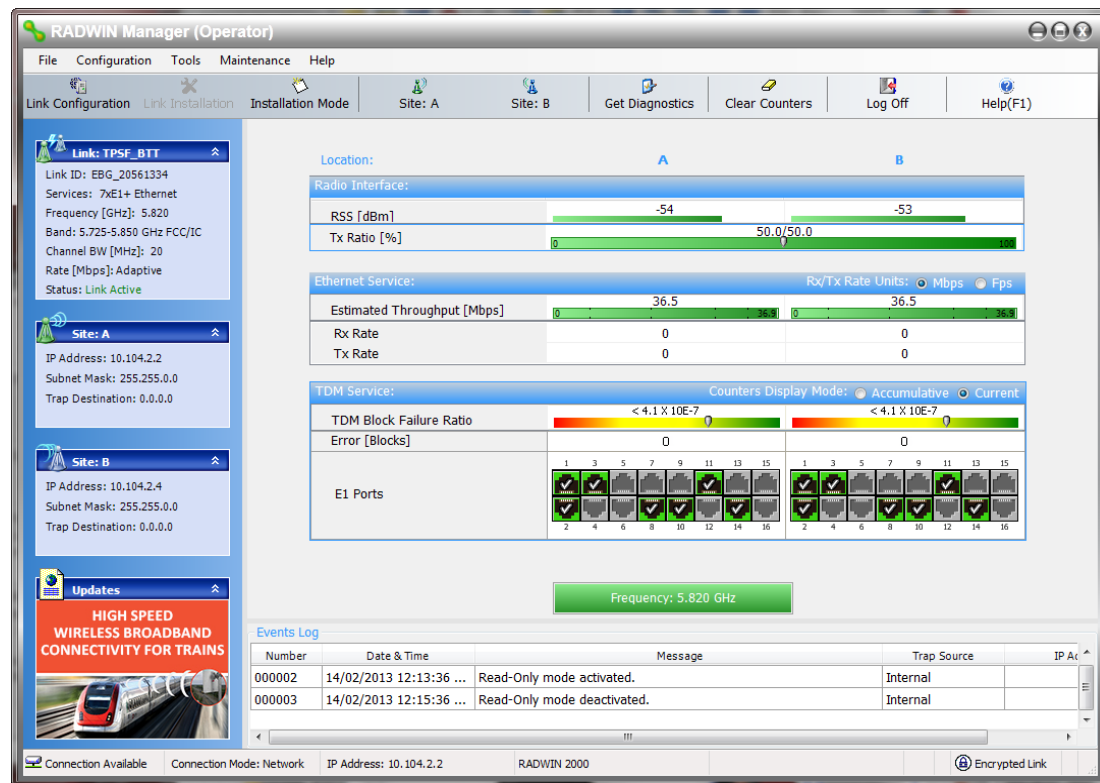 RADWIN Manager (Operator)
File Configuration Tools Maintenance Help
Link Configuration Link Installation Installation Mode Site: A Site: B Get Diagnostics Clear Counters Log Off Help(F1)
Link: TPSF_BTT
Link ID: EBG_20561334
Services: 7xE1+ Ethernet
Frequency [GHz]: 5.820
Band: 5.725-5.850 GHz FCC/IC
Channel BW [MHz]: 20
Rate [Mbps]: Adaptive
Status: Link Active
Site: A
IP Address: 10.104.2.2
Subnet Mask: 255.255.0.0
Trap Destination: 0.0.0.0
Site: B
IP Address: 10.104.2.4
Subnet Mask: 255.255.0.0
Trap Destination: 0.0.0.0
Updates
HIGH SPEED
WIRELESS BROADBAND
CONNECTIVITY FOR TRAINS
Location: A B
Radio Interface:
RSS [dBm] -54 -53
Tx Ratio [%] 0 50.0/50.0 100
Ethernet Service: Rx/Tx Rate Units: Mbps Fps
Estimated Throughput [Mbps] 36.5 36.5
0 36.9 0 36.9
Rx Rate 0 0
Tx Rate 0 0
TDM Service: Counters Display Mode: Accumulative Current
TDM Block Failure Ratio < 4.1 X 10E-7 < 4.1 X 10E-7
Error [Blocks] 0 0
1 3 5 7 9 11 13 15 1 3 5 7 9 11 13 15
E1 Ports
2 4 6 8 10 12 14 16 2 4 6 8 10 12 14 16
Frequency: 5.820 GHz
Events Log
Number Date & Time Message Trap Source IP Ac
000002 14/02/2013 12:13:36 ... Read-Only mode activated. Internal
000003 14/02/2013 12:15:36 ... Read-Only mode deactivated. Internal
Connection Available Connection Mode: Network IP Address: 10.104.2.2 RADWIN 2000 Encrypted Link